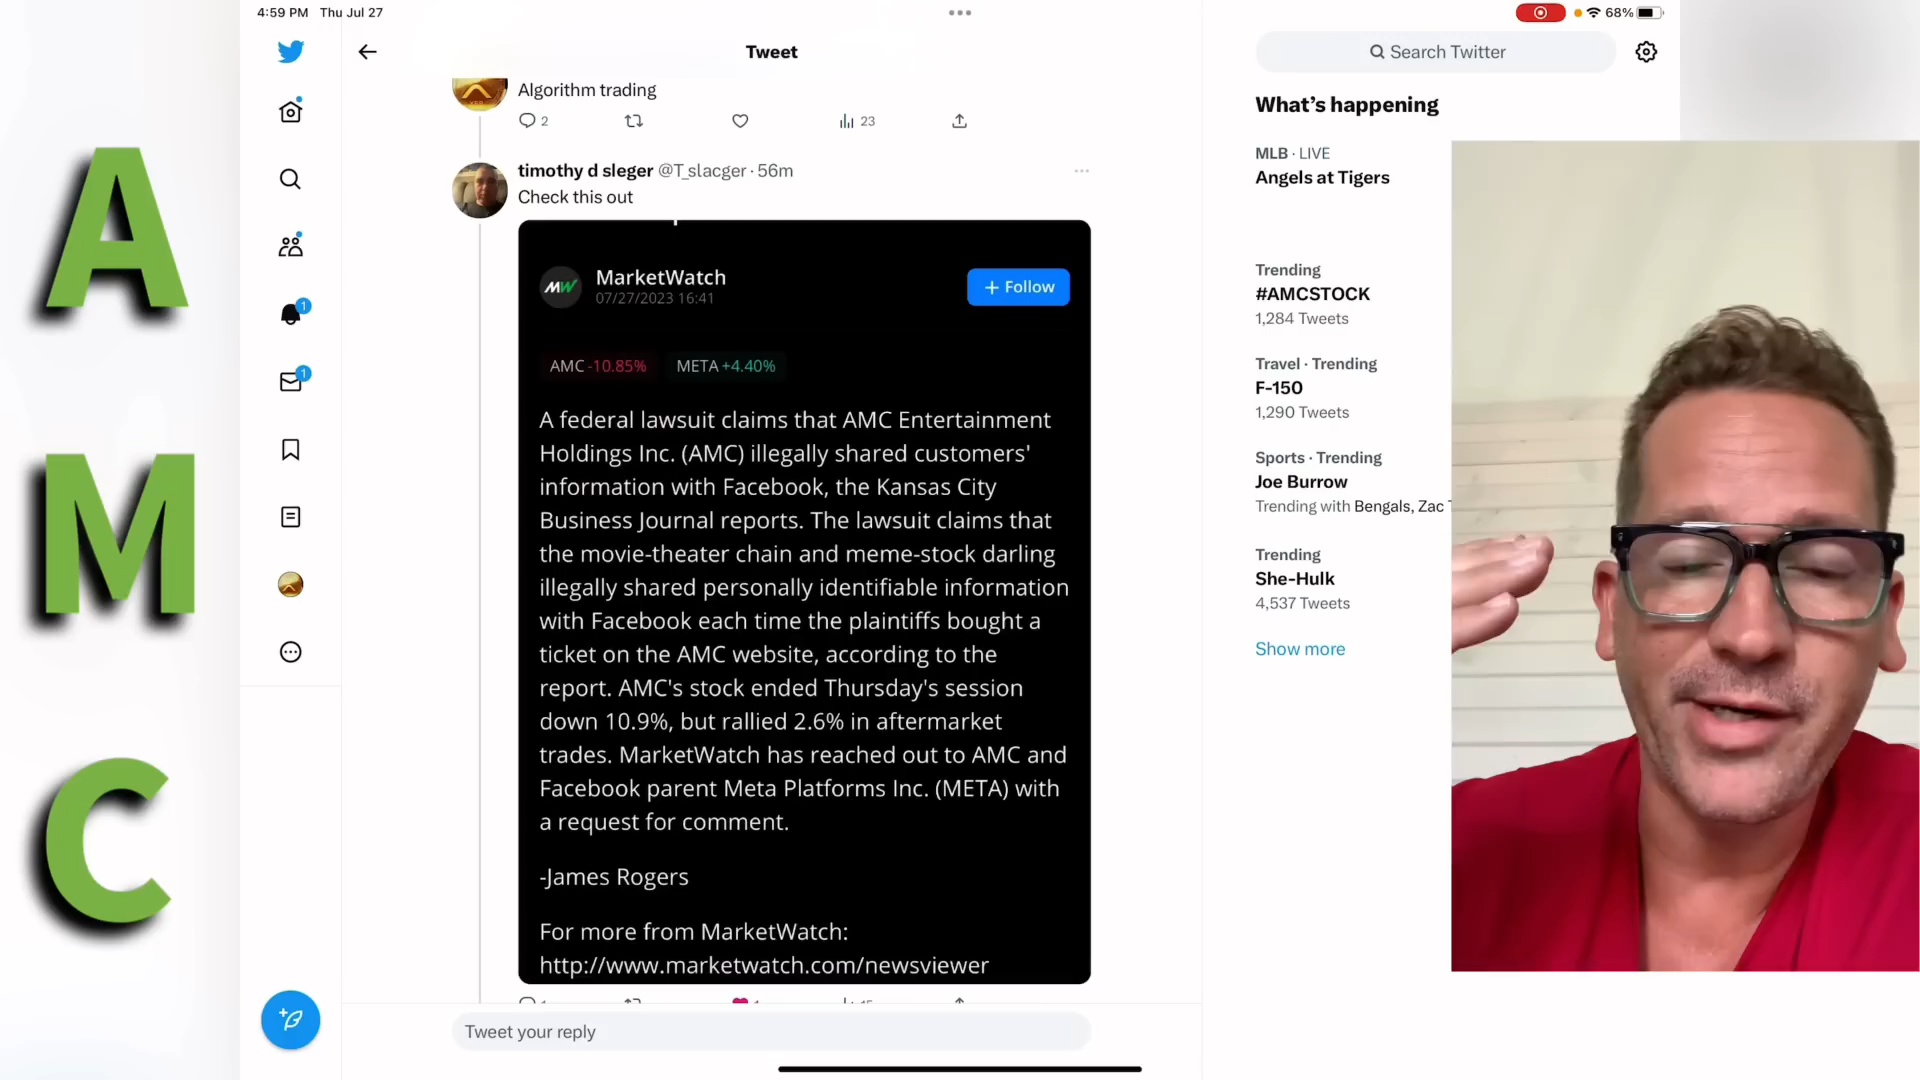 A
M
C
4:59 PM Thu Jul 27
68%
Tweet
Search Twitter
Algorithm trading
2
23
timothy d sleger @T_slacger · 56m
Check this out
MarketWatch
07/27/2023 16:41
+ Follow
AMC -10.85% META +4.40%
A federal lawsuit claims that AMC Entertainment
Holdings Inc. (AMC) illegally shared customers'
information with Facebook, the Kansas City
Business Journal reports. The lawsuit claims that
the movie-theater chain and meme-stock darling
illegally shared personally identifiable information
with Facebook each time the plaintiffs bought a
ticket on the AMC website, according to the
report. AMC's stock ended Thursday's session
down 10.9%, but rallied 2.6% in aftermarket
trades. MarketWatch has reached out to AMC and
Facebook parent Meta Platforms Inc. (META) with
a request for comment.
-James Rogers
For more from MarketWatch:
http://www.marketwatch.com/newsviewer
Tweet your reply
1
1
What's happening
MLB · LIVE
Angels at Tigers
Trending
#AMCSTOCK
1,284 Tweets
Travel · Trending
F-150
1,290 Tweets
Sports · Trending
Joe Burrow
Trending with Bengals, Zac
Trending
She-Hulk
4,537 Tweets
Show more